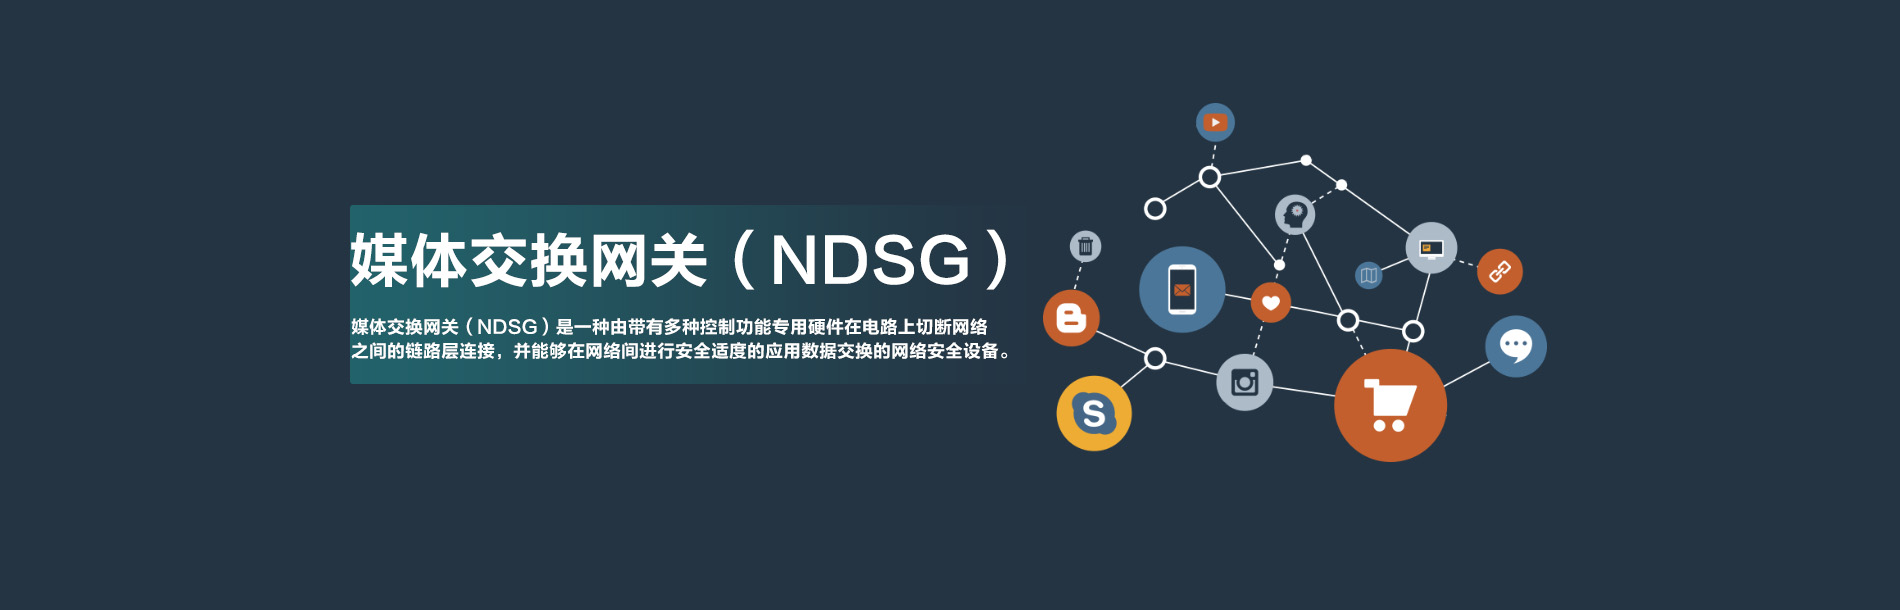 媒体交换网关（NDSG）
媒体交换网关（NDSG）是一种由带有多种控制功能专用硬件在电路上切断网络
之间的链路层连接，并能够在网络间进行安全适度的应用数据交换的网络安全设备。
S